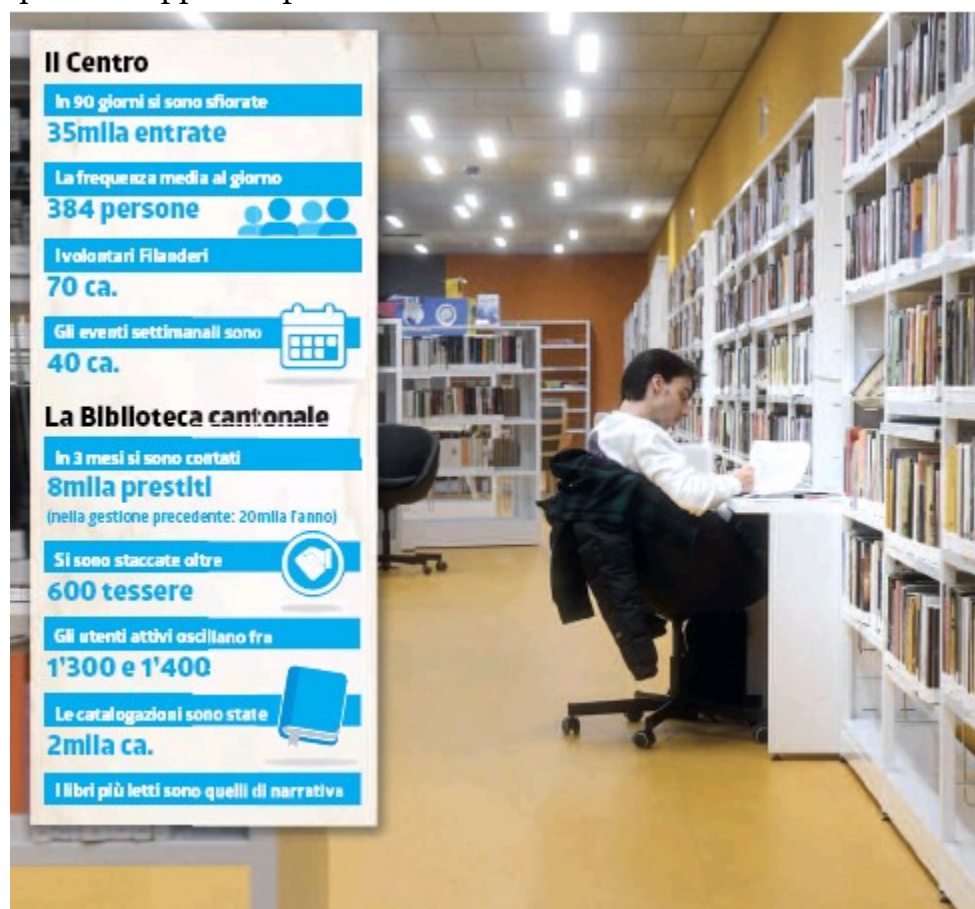 Il Centro
In 90 giorni si sono sfiorate
35mila entrate
La frequenza media al giorno
384 persone
I volontari Filanderi
70 ca.
Gli eventi settimanali sono
40 ca.
La Biblioteca cantonale
In 3 mesi si sono contati
8mila prestiti
(nella gestione precedente: 20mila l'anno)
Si sono staccate oltre
600 tessere
Gli utenti attivi oscillano fra
1'300 e 1'400
Le catalogazioni sono state
2mila ca.
I libri più letti sono quelli di narrativa